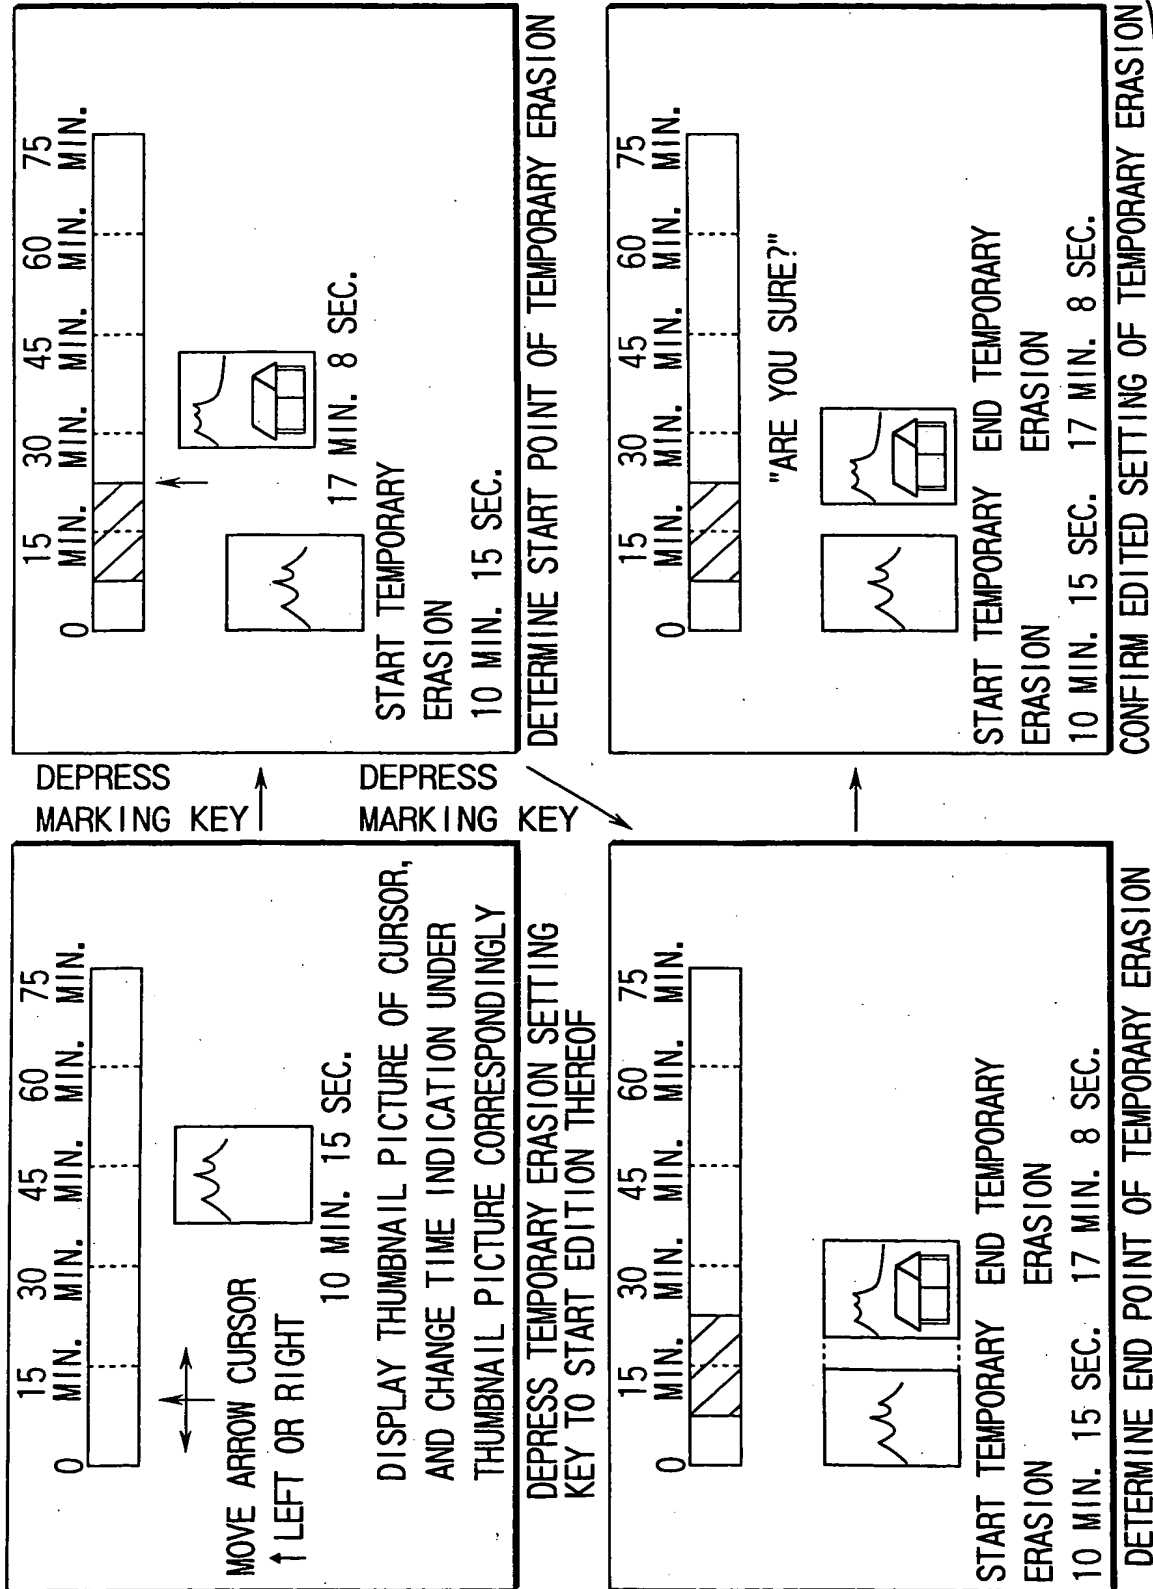 0
15 MIN.
30 MIN.
45 MIN.
60 MIN.
75 MIN.
MOVE ARROW CURSOR
↑ LEFT OR RIGHT
10 MIN. 15 SEC.
DISPLAY THUMBNAIL PICTURE OF CURSOR,
AND CHANGE TIME INDICATION UNDER
THUMBNAIL PICTURE CORRESPONDINGLY
DEPRESS TEMPORARY ERASION SETTING
KEY TO START EDITION THEREOF
DEPRESS
MARKING KEY
0
15 MIN.
30 MIN.
45 MIN.
60 MIN.
75 MIN.
17 MIN. 8 SEC.
START TEMPORARY
ERASION
10 MIN. 15 SEC.
DETERMINE START POINT OF TEMPORARY ERASION
DEPRESS
MARKING KEY
0
15 MIN.
30 MIN.
45 MIN.
60 MIN.
75 MIN.
START TEMPORARY END TEMPORARY
ERASION ERASION
10 MIN. 15 SEC. 17 MIN. 8 SEC.
DETERMINE END POINT OF TEMPORARY ERASION
0
15 MIN.
30 MIN.
45 MIN.
60 MIN.
75 MIN.
"ARE YOU SURE?"
START TEMPORARY END TEMPORARY
ERASION ERASION
10 MIN. 15 SEC. 17 MIN. 8 SEC.
CONFIRM EDITED SETTING OF TEMPORARY ERASION